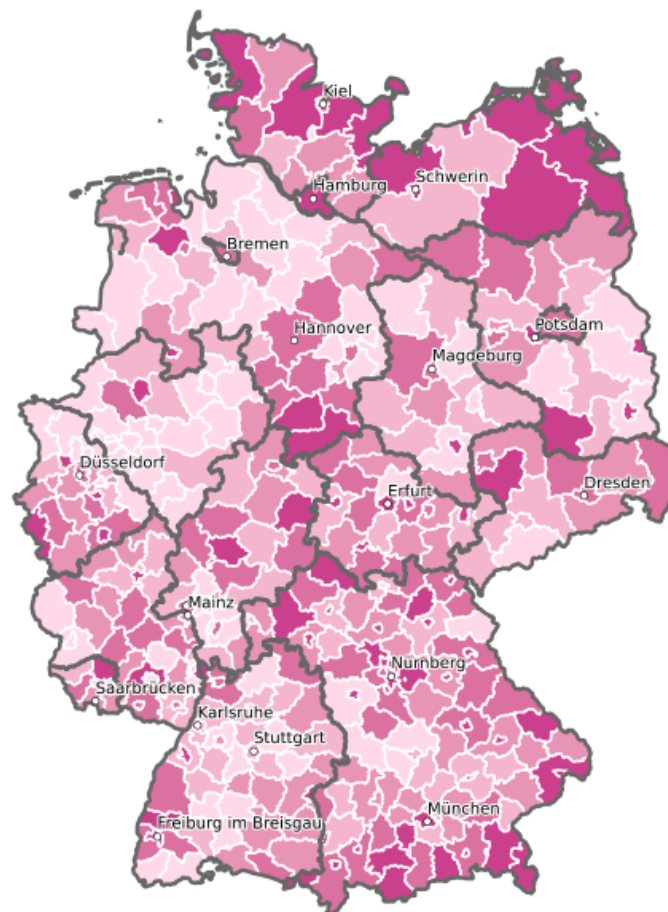 Kiel
Hamburg
Schwerin
Bremen
Hannover
Potsdam
Magdeburg
Düsseldorf
Erfurt
Dresden
Mainz
Nürnberg
Saarbrücken
Karlsruhe
Stuttgart
München
Freiburg im Breisgau